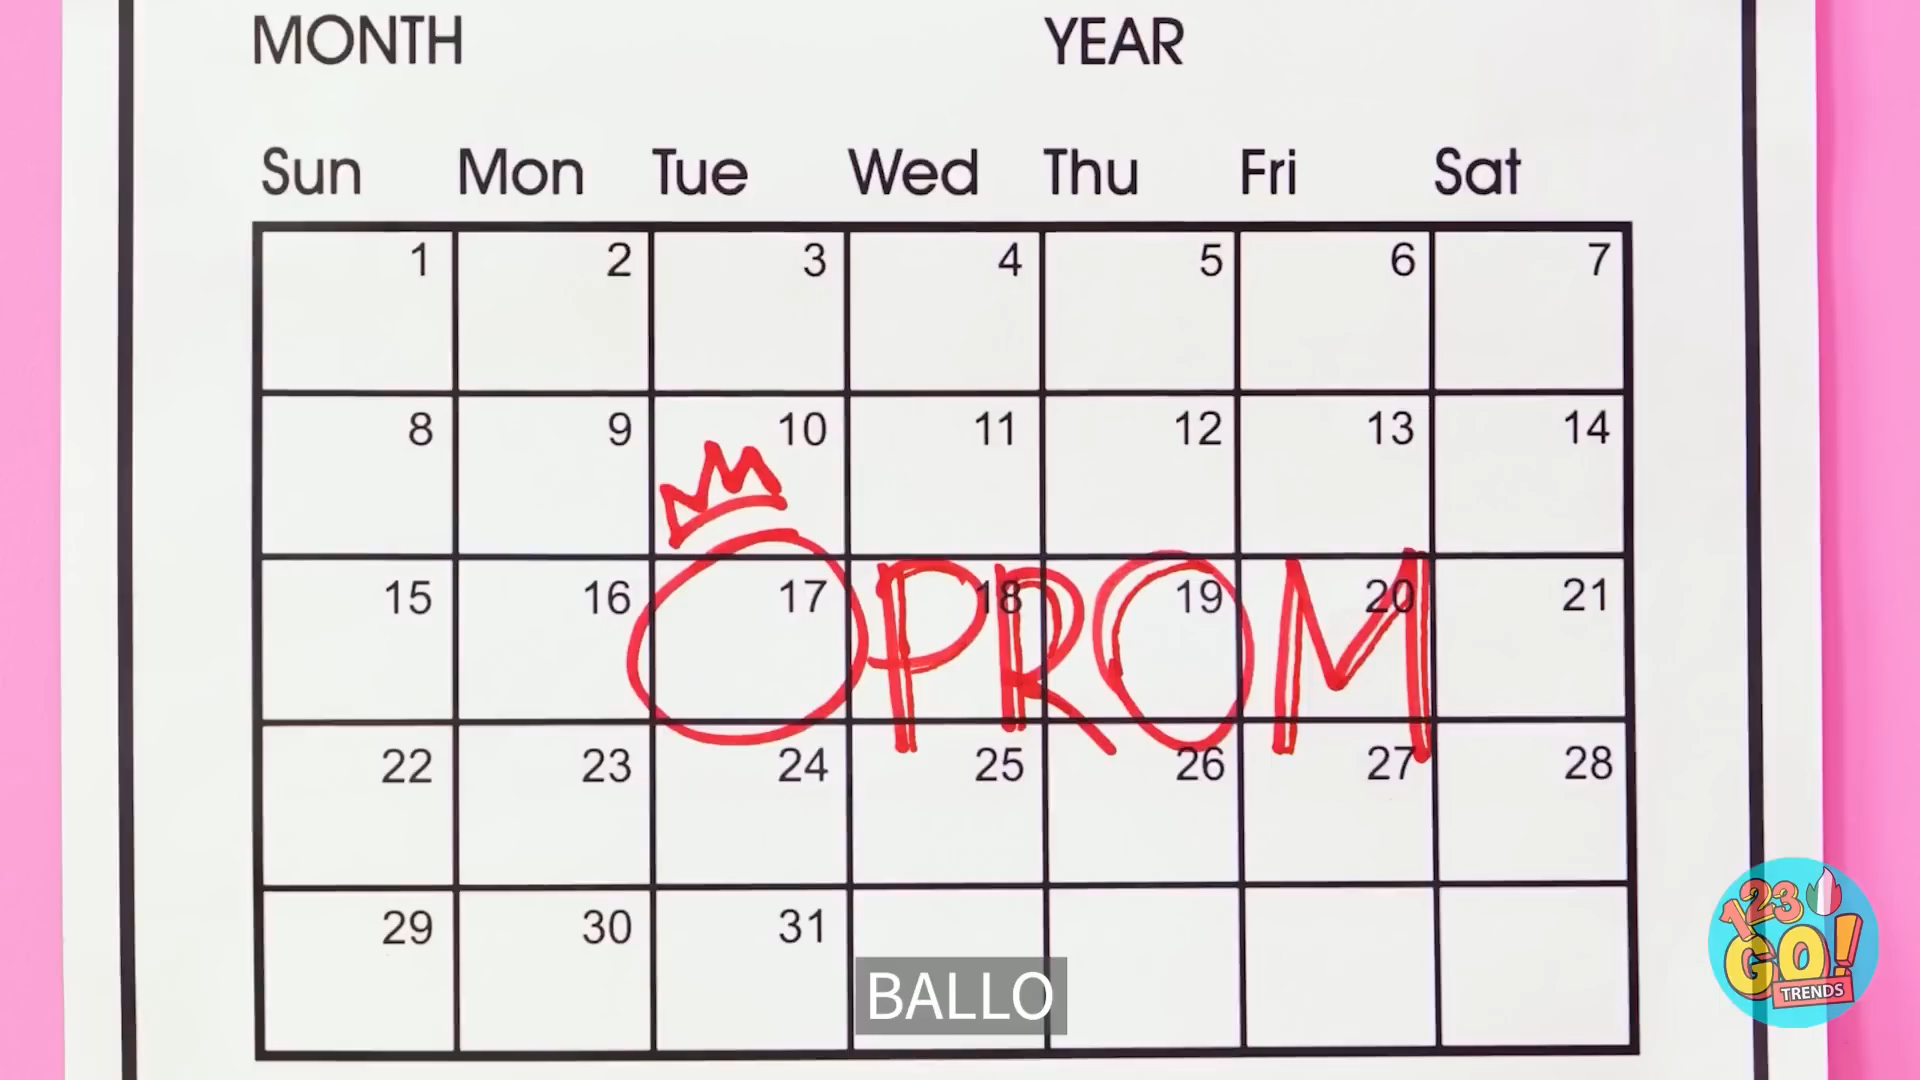 MONTH YEAR
Sun Mon Tue Wed Thu Fri Sat
1 2 3 4 5 6 7
8 9 10 11 12 13 14
15 16 17 18 19 20 21
PROM
22 23 24 25 26 27 28
29 30 31
BALLO
123
GO!
TRENDS